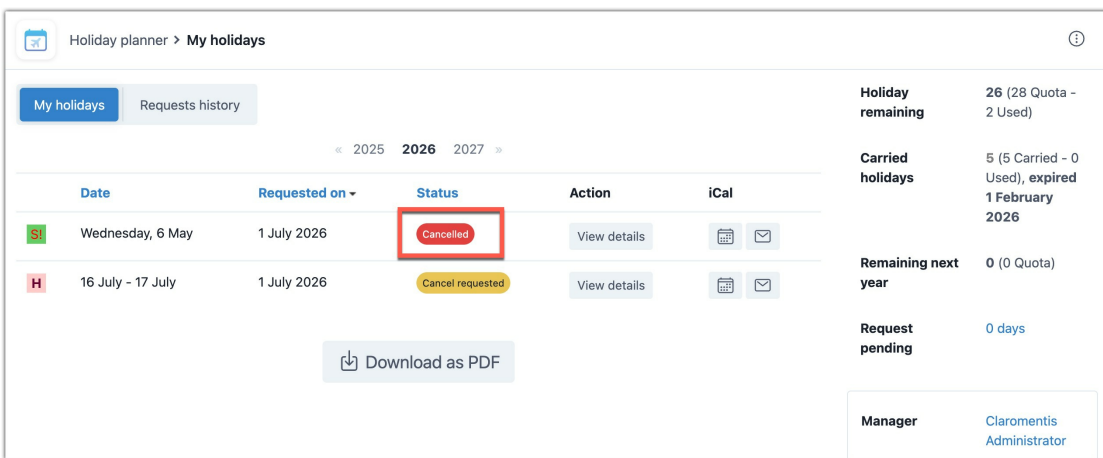 Holiday planner > My holidays
My holidays
Requests history
« 2025 2026 2027 »
Date Requested on Status Action iCal
S! Wednesday, 6 May 1 July 2026 Cancelled View details
H 16 July - 17 July 1 July 2026 Cancel requested View details
Download as PDF
Holiday remaining
26 (28 Quota - 2 Used)
Carried holidays
5 (5 Carried - 0 Used), expired 1 February 2026
Remaining next year
0 (0 Quota)
Request pending
0 days
Manager
Claromentis Administrator